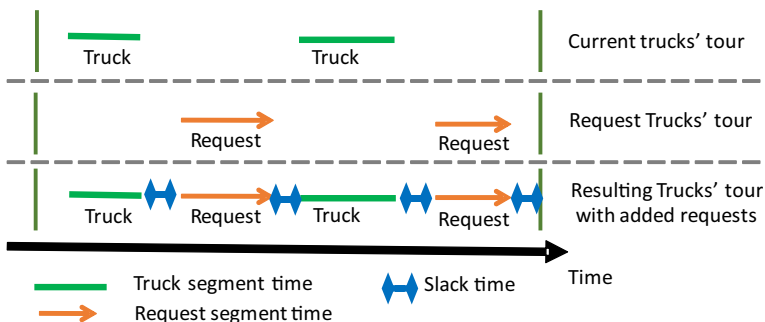 Current trucks' tour
Truck
Truck
Request Trucks' tour
Request
Request
Resulting Trucks' tour
with added requests
Truck
Request
Truck
Request
Time
Truck segment time
Slack time
Request segment time